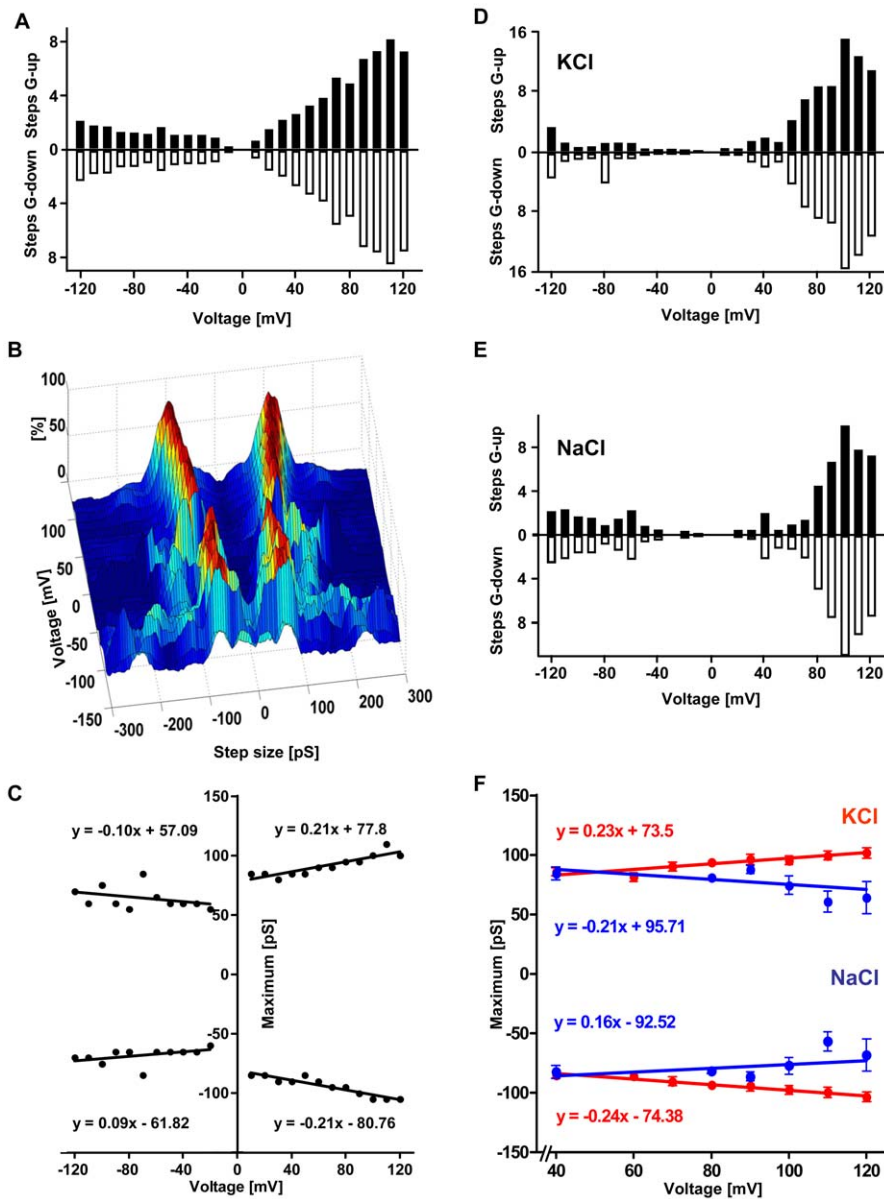 A
Steps G-up
Steps G-down
8
4
0
4
8
-120 -80 -40 0 40 80 120
Voltage [mV]
B
[%]
100
50
0
Voltage [mV]
100
50
0
-50
-100
-150
-300 -200 -100 0 100 200 300
Step size [pS]
C
Maximum [pS]
150
100
50
0
-50
-100
-150
y = -0.10x + 57.09
y = 0.21x + 77.8
y = 0.09x - 61.82
y = -0.21x - 80.76
-120 -80 -40 0 40 80 120
Voltage [mV]
D
KCl
Steps G-up
Steps G-down
16
8
0
8
16
-120 -80 -40 0 40 80 120
Voltage [mV]
E
NaCl
Steps G-up
Steps G-down
8
4
0
4
8
-120 -80 -40 0 40 80 120
Voltage [mV]
F
Maximum [pS]
150
100
50
0
-50
-100
-150
KCl
y = 0.23x + 73.5
y = -0.21x + 95.71
NaCl
y = 0.16x - 92.52
y = -0.24x - 74.38
40 60 80 100 120
Voltage [mV]